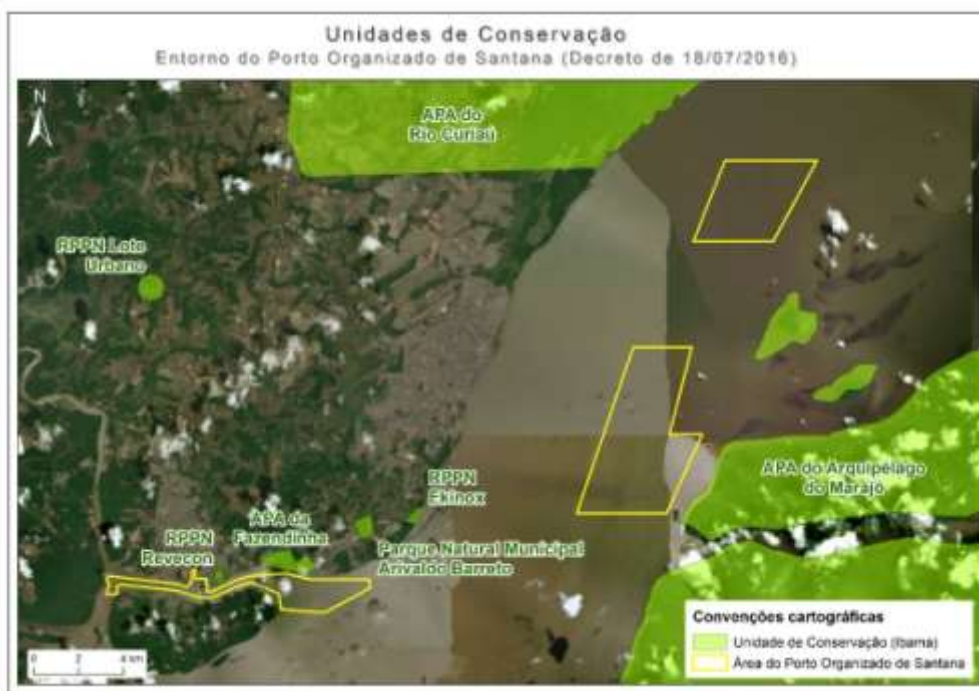 Unidades de Conservação
Entorno do Porto Organizado de Santana (Decreto de 18/07/2016)
N
APA do
Rio Curiaú
RPPN Lote
Urbano
RPPN
Ekinox
APA do Arquipélago
do Marajó
APA da
Fazendinha
RPPN
Revecon
Parque Natural Municipal
Arivaldo Barreto
Convenções cartográficas
Unidade de Conservação (Ibama)
Área do Porto Organizado de Santana
0 2 4 km